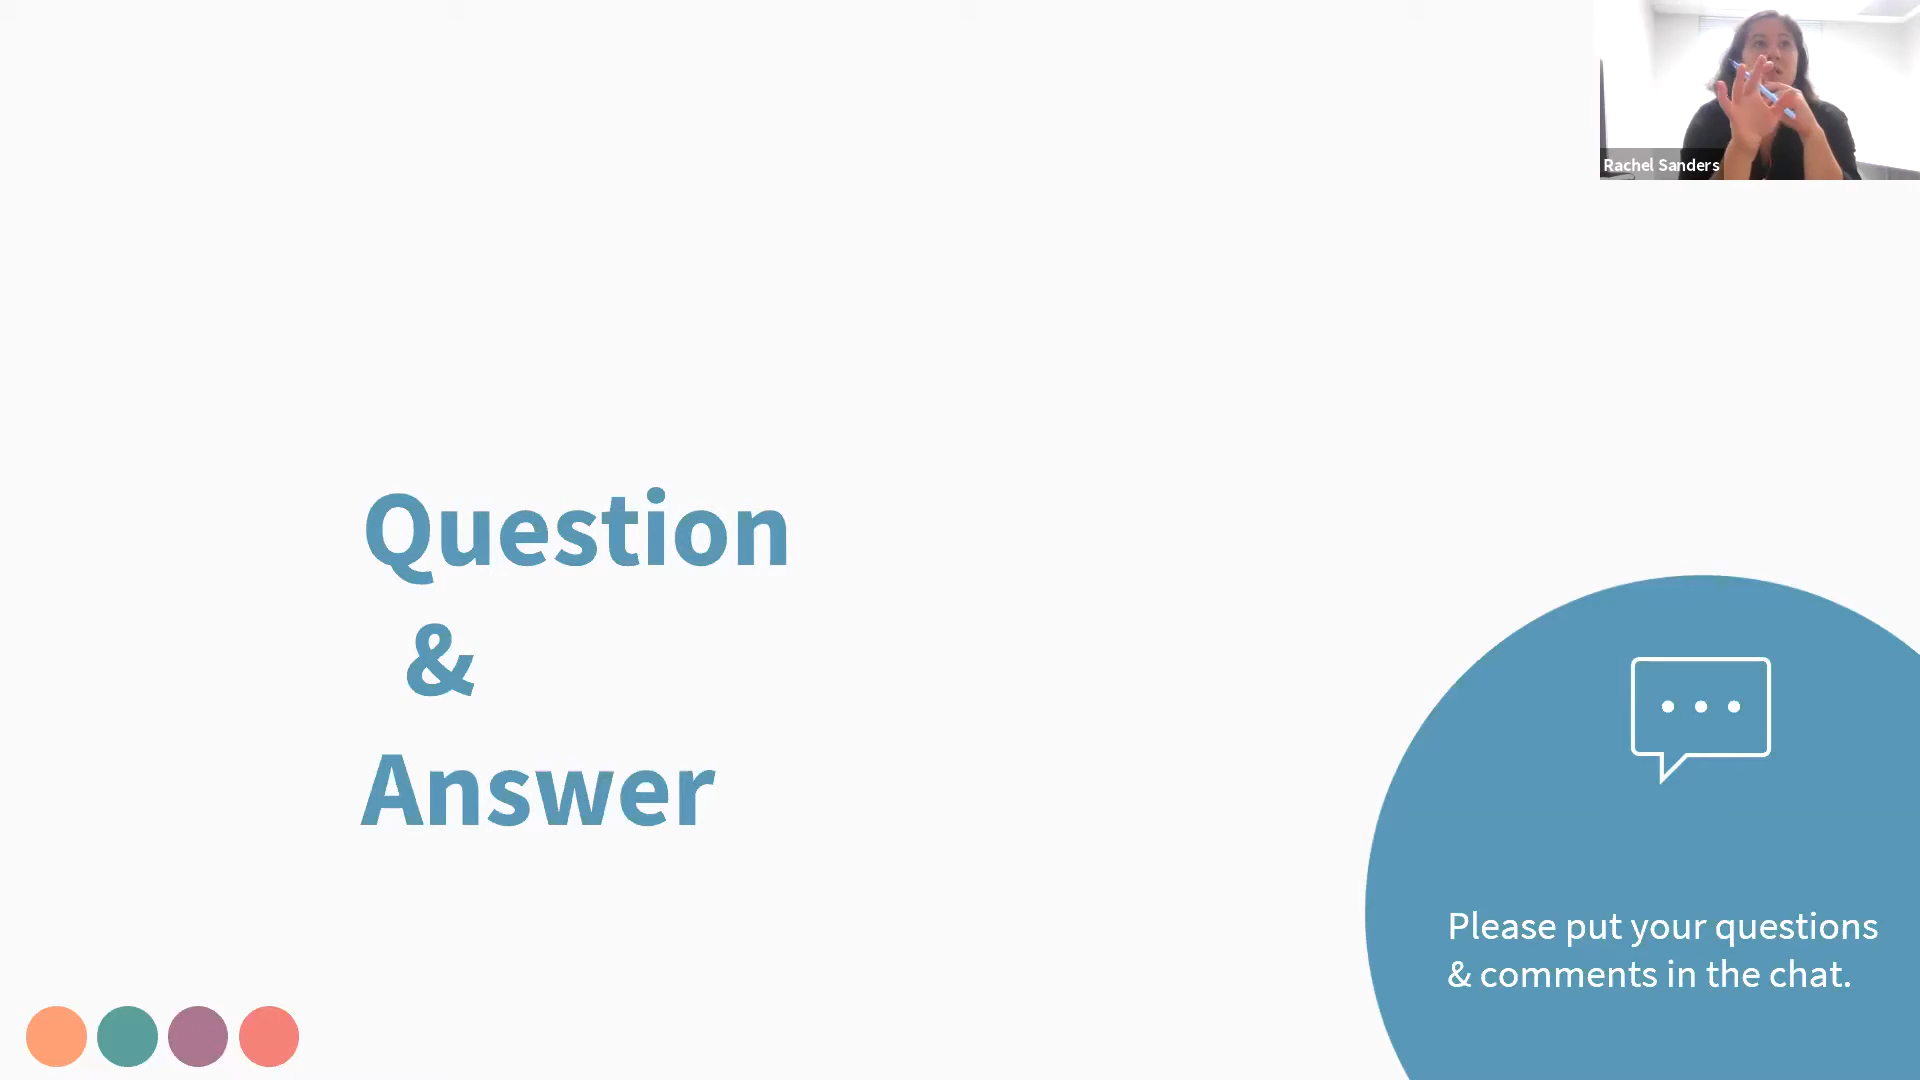 Rachel Sanders
Question
&
Answer
Please put your questions
& comments in the chat.